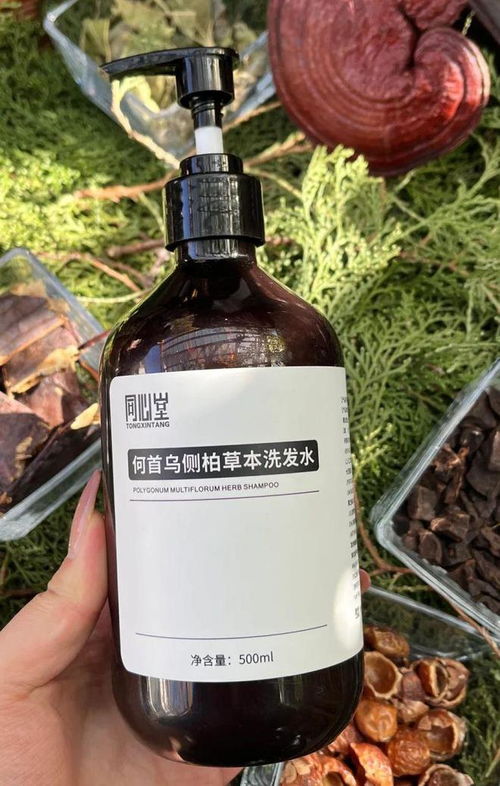 同心堂
TONGXINTANG
何首乌侧柏草本洗发水
POLYGONUM MULTIFLORUM HERB SHAMPOO
净含量：500ml